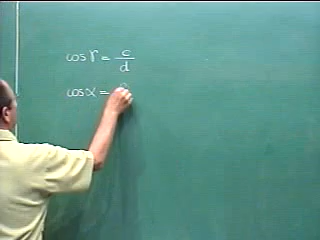 cos γ = c/d
cos α =